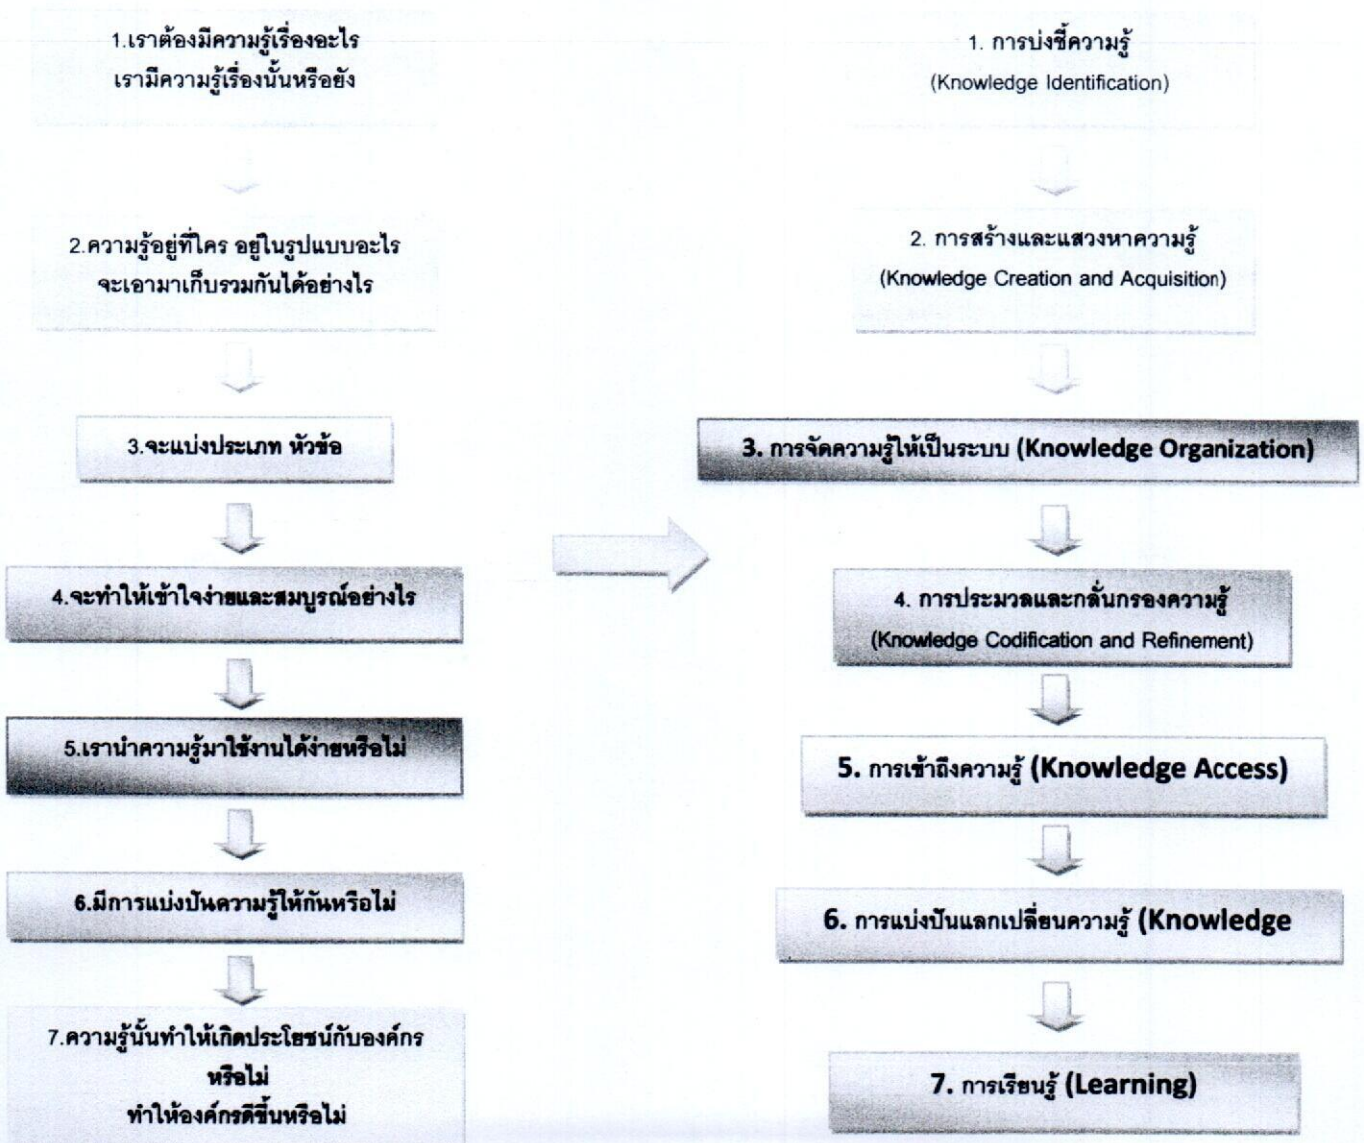 1.เราต้องมีความรู้เรื่องอะไร
เรามีความรู้เรื่องนั้นหรือยัง
2.ความรู้อยู่ที่ใคร อยู่ในรูปแบบอะไร
จะเอามาเก็บรวมกันได้อย่างไร
3.จะแบ่งประเภท หัวข้อ
4.จะทำให้เข้าใจง่ายและสมบูรณ์อย่างไร
5.เรานำความรู้มาใช้งานได้ง่ายหรือไม่
6.มีการแบ่งปันความรู้ให้กันหรือไม่
7.ความรู้นั้นทำให้เกิดประโยชน์กับองค์กร
หรือไม่
ทำให้องค์กรดีขึ้นหรือไม่
1. การบ่งชี้ความรู้
(Knowledge Identification)
2. การสร้างและแสวงหาความรู้
(Knowledge Creation and Acquisition)
3. การจัดความรู้ให้เป็นระบบ (Knowledge Organization)
4. การประมวลและกลั่นกรองความรู้
(Knowledge Codification and Refinement)
5. การเข้าถึงความรู้ (Knowledge Access)
6. การแบ่งปันแลกเปลี่ยนความรู้ (Knowledge
7. การเรียนรู้ (Learning)